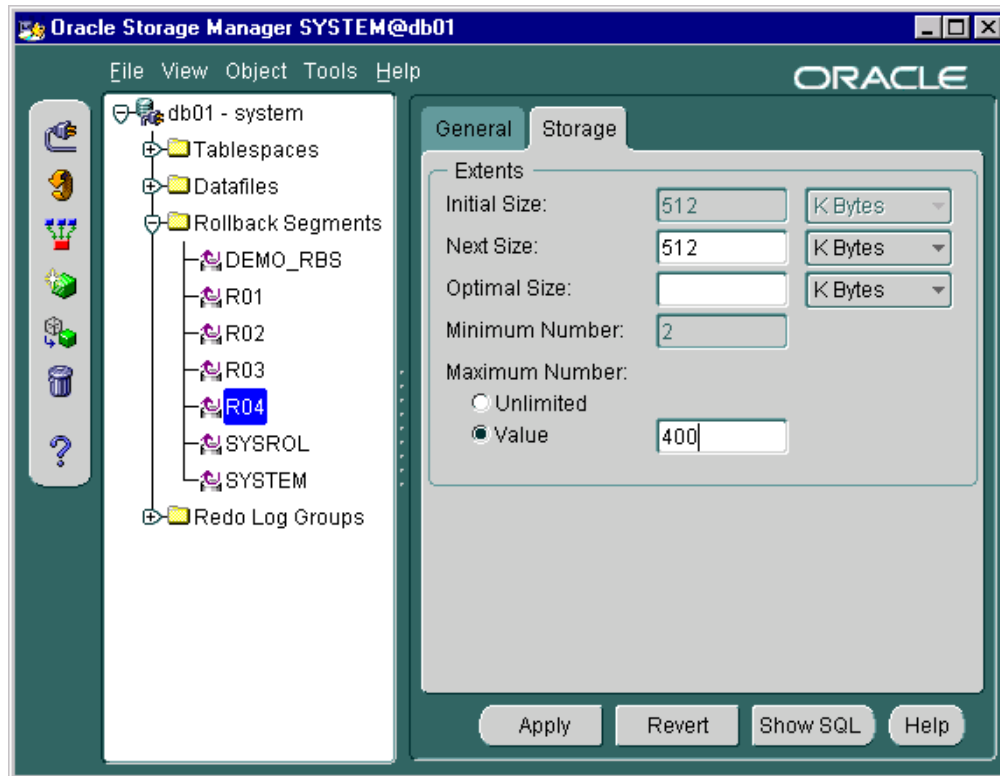 Oracle Storage Manager SYSTEM@db01
File View Object Tools Help
ORACLE
db01 - system
Tablespaces
Datafiles
Rollback Segments
DEMO_RBS
R01
R02
R03
R04
SYSROL
SYSTEM
Redo Log Groups
General Storage
Extents
Initial Size: 512 K Bytes
Next Size: 512 K Bytes
Optimal Size: K Bytes
Minimum Number: 2
Maximum Number:
Unlimited
Value 400
Apply Revert Show SQL Help